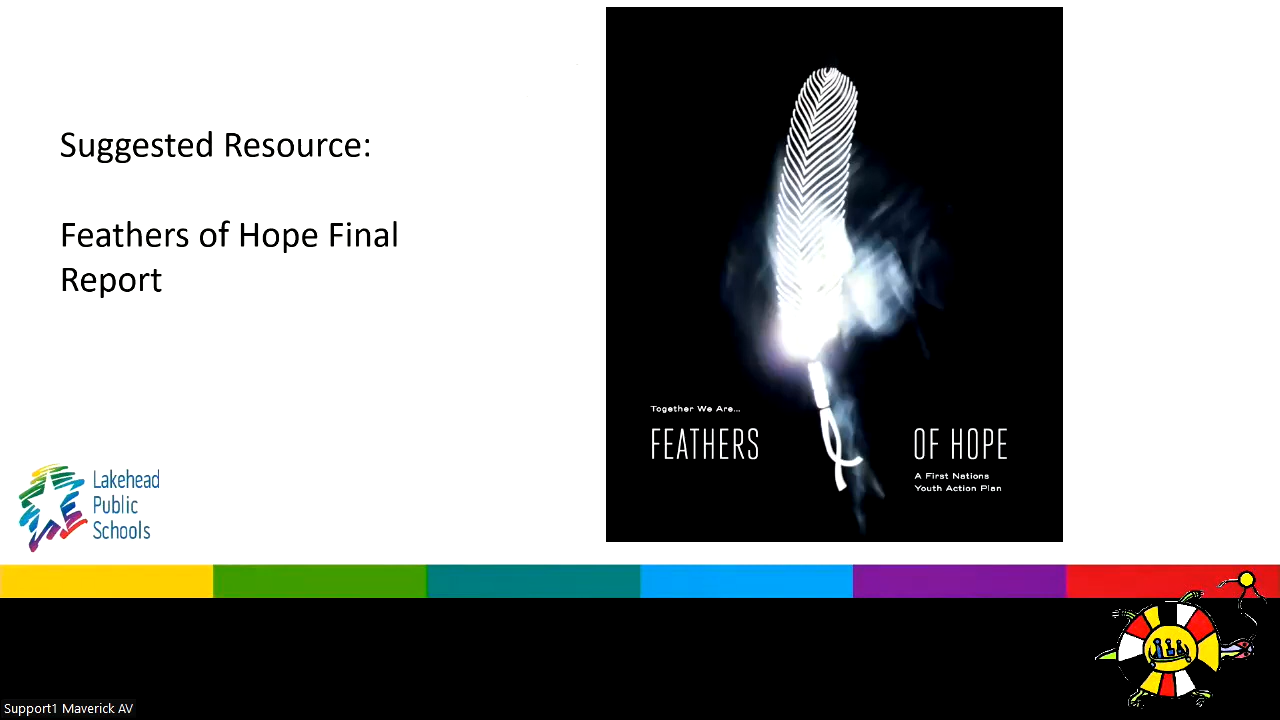 Suggested Resource:
Feathers of Hope Final
Report
Together We Are...
FEATHERS OF HOPE
A First Nations
Youth Action Plan
Lakehead
Public
Schools
Support1 Maverick AV